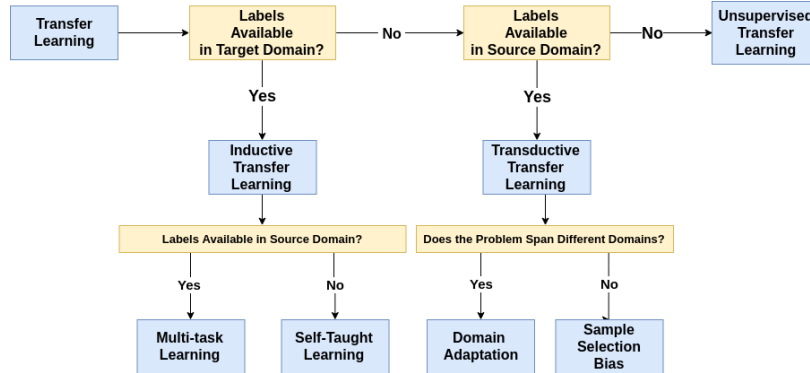 Transfer
Learning
Labels
Available
in Target Domain?
No
Labels
Available
in Source Domain?
No
Unsupervised
Transfer
Learning
Yes
Yes
Inductive
Transfer
Learning
Transductive
Transfer
Learning
Labels Available in Source Domain?
Does the Problem Span Different Domains?
Yes
No
Yes
No
Multi-task
Learning
Self-Taught
Learning
Domain
Adaptation
Sample
Selection
Bias